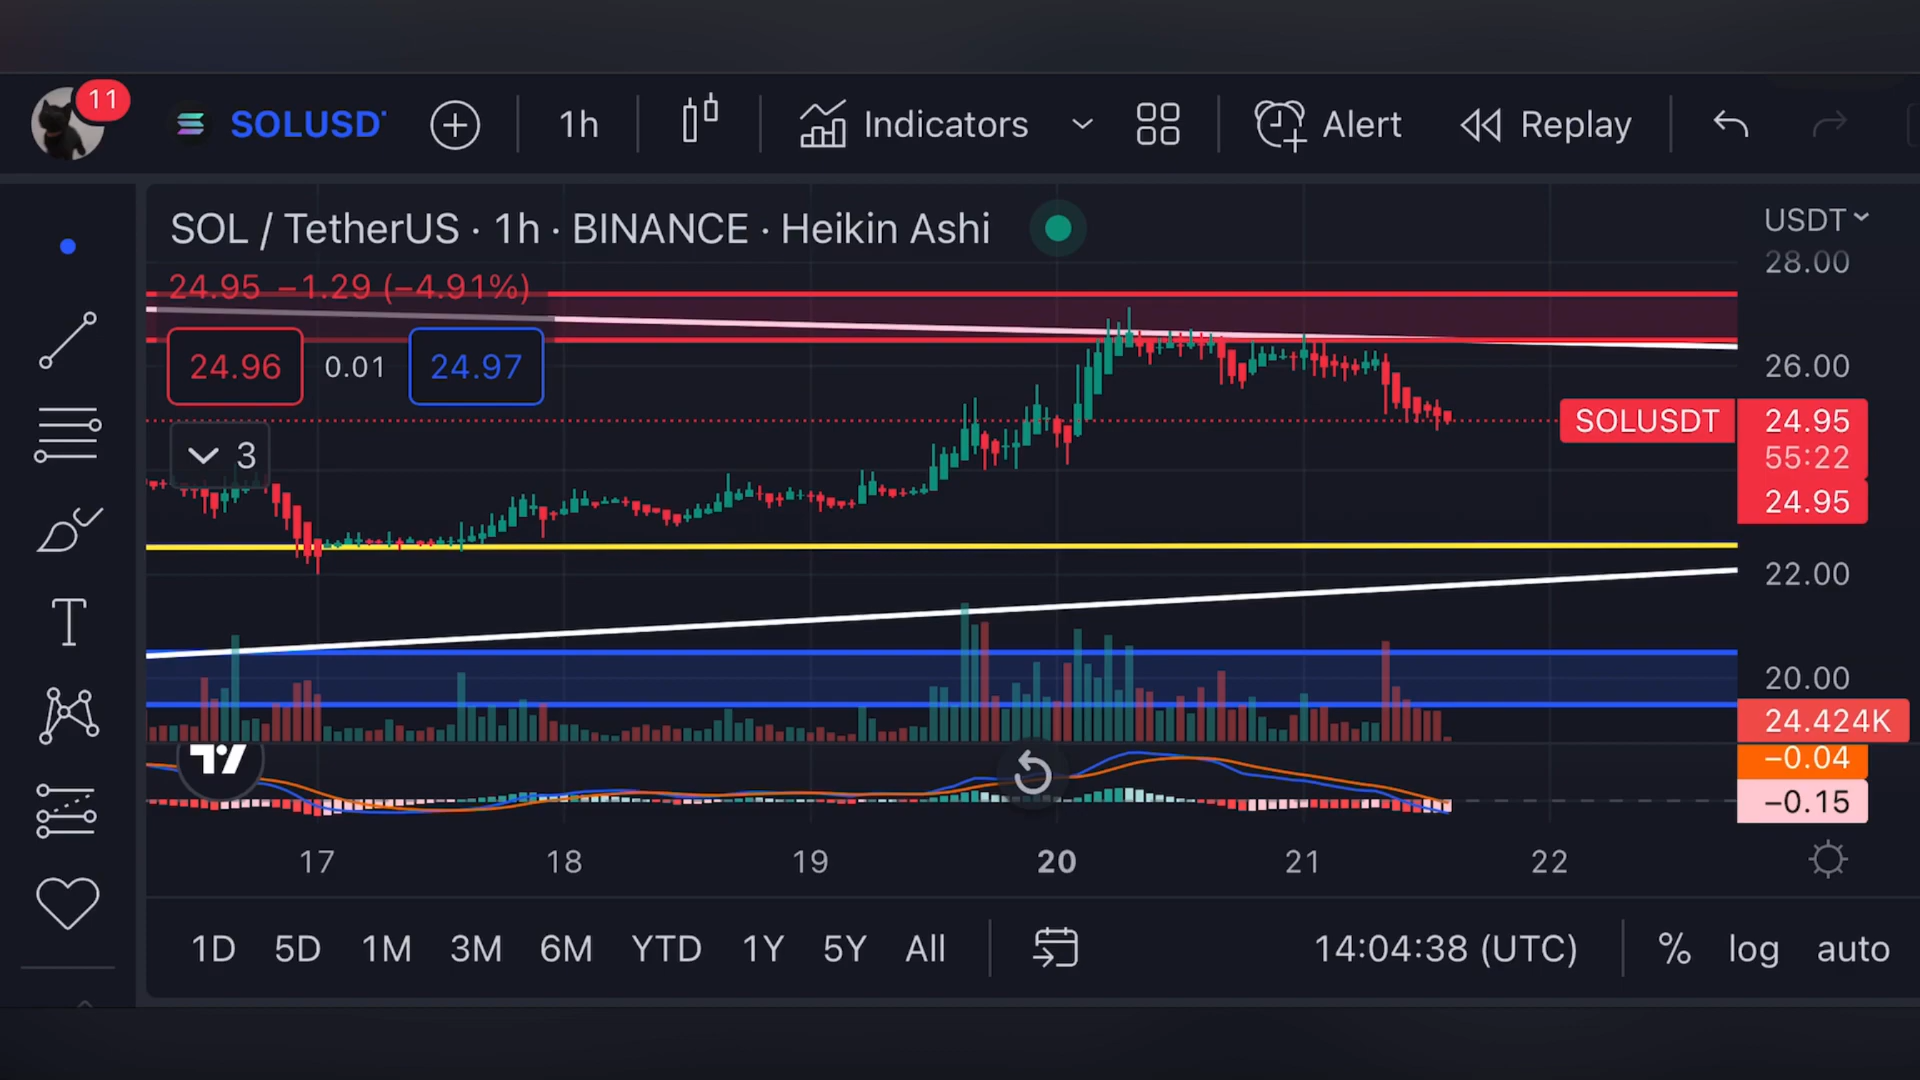 11
SOLUSD
1h
Indicators
Alert
Replay
SOL / TetherUS · 1h · BINANCE · Heikin Ashi
USDT
28.00
24.95 −1.29 (−4.91%)
24.96
0.01
24.97
26.00
SOLUSDT
24.95
55:22
24.95
3
22.00
20.00
24.424K
−0.04
−0.15
17
18
19
20
21
22
1D
5D
1M
3M
6M
YTD
1Y
5Y
All
14:04:38 (UTC)
%
log
auto